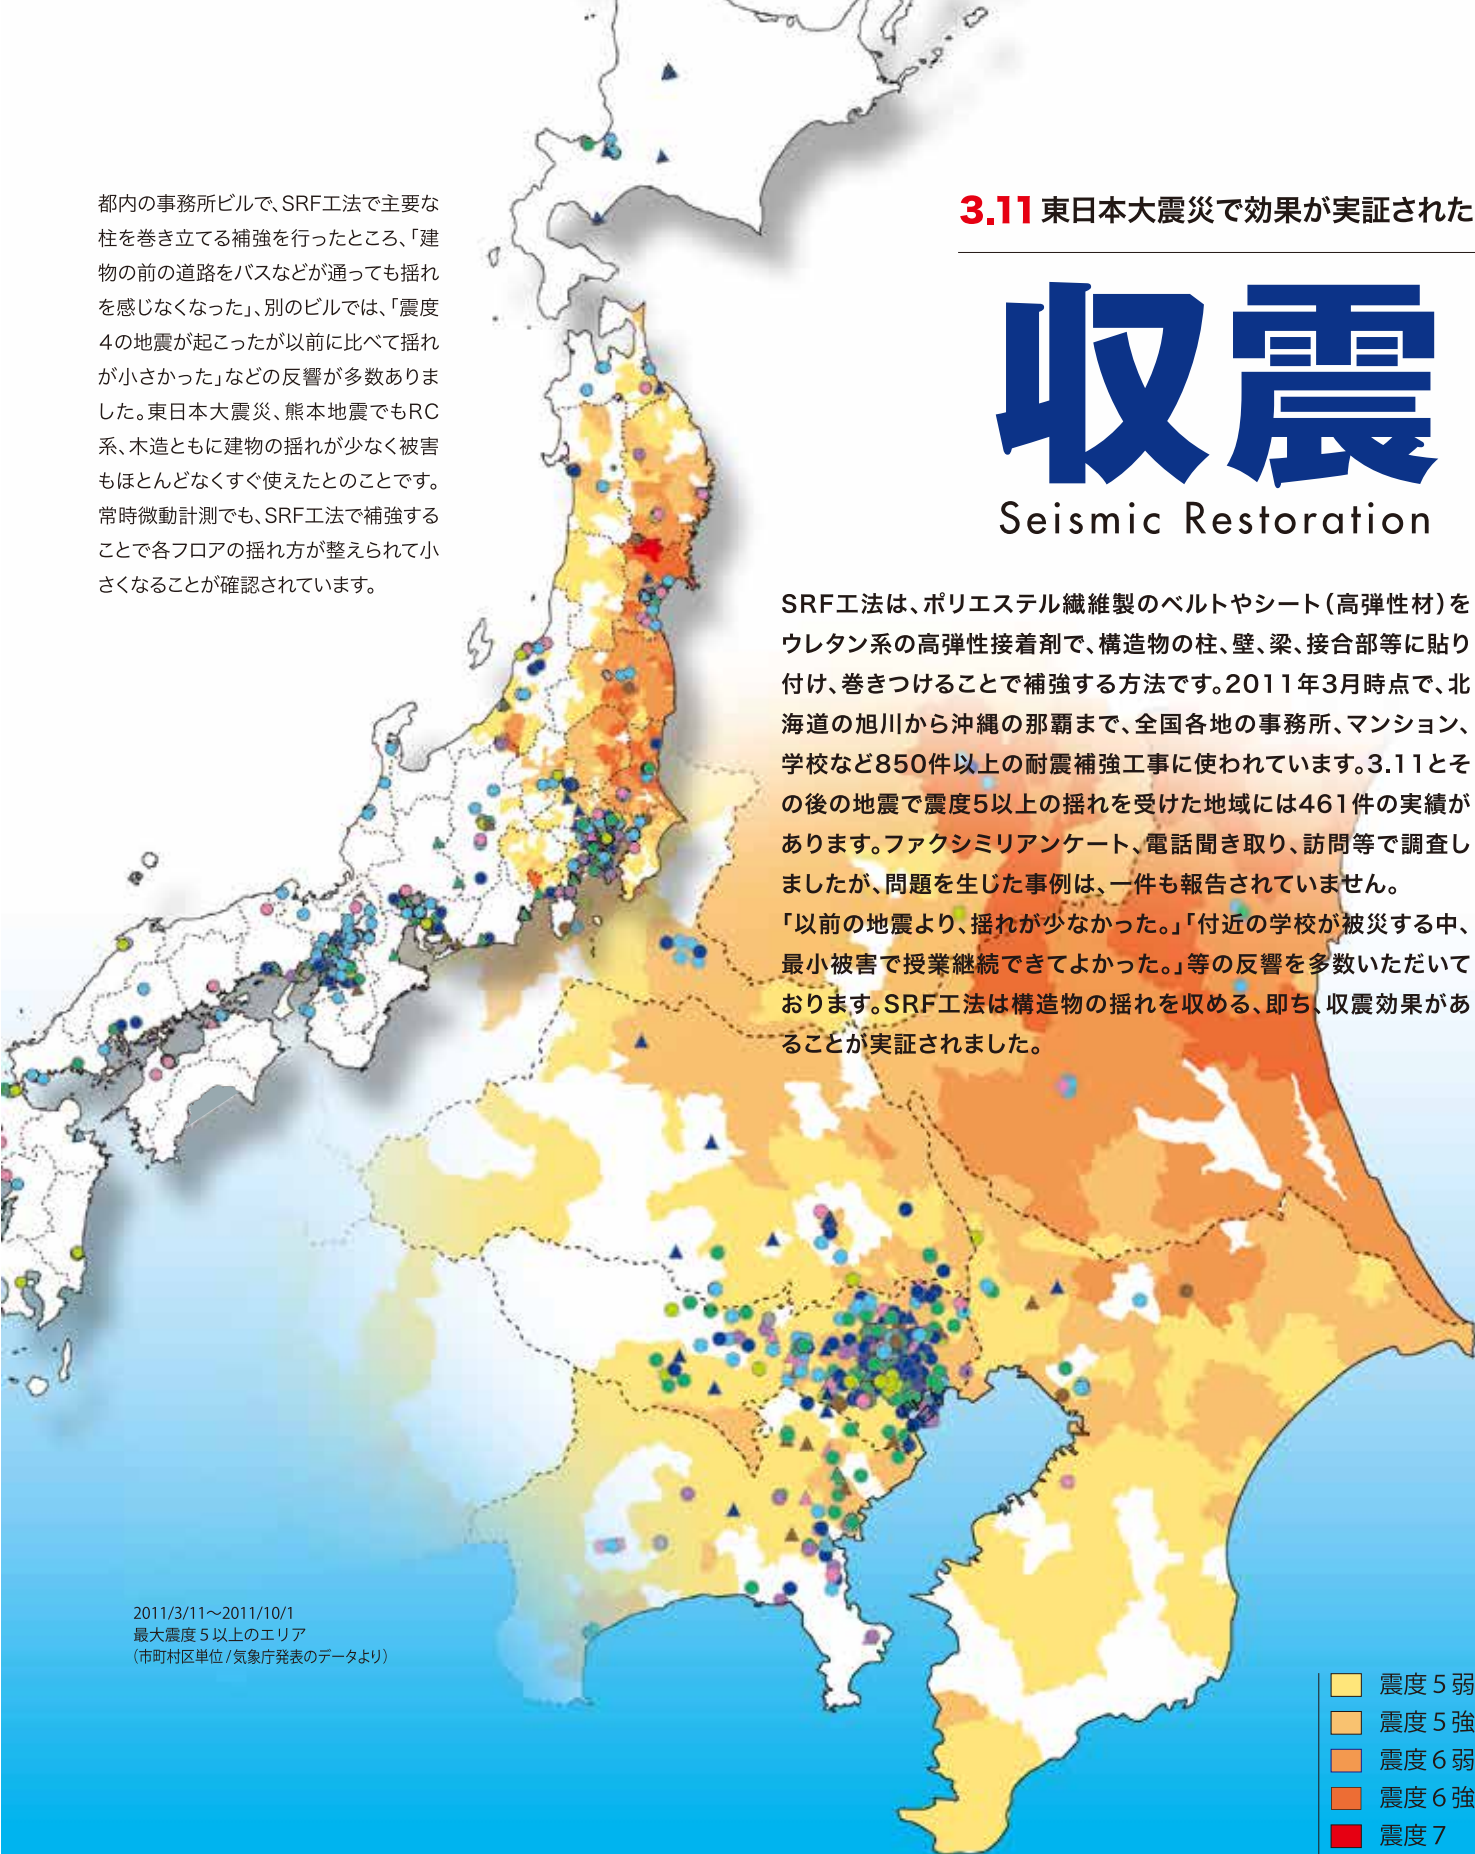 都内の事務所ビルで、SRF工法で主要な
柱を巻き立てる補強を行ったところ、「建
物の前の道路をバスなどが通っても揺れ
を感じなくなった」、別のビルでは、「震度
4の地震が起こったが以前に比べて揺れ
が小さかった」などの反響が多数ありま
した。東日本大震災、熊本地震でもRC
系、木造ともに建物の揺れが少なく被害
もほとんどなくすぐ使えたとのことです。
常時微動計測でも、SRF工法で補強する
ことで各フロアの揺れ方が整えられて小
さくなることが確認されています。
3.11 東日本大震災で効果が実証された
収震
Seismic Restoration
SRF工法は、ポリエステル繊維製のベルトやシート（高弾性材）を
ウレタン系の高弾性接着剤で、構造物の柱、壁、梁、接合部等に貼り
付け、巻きつけることで補強する方法です。2011年3月時点で、北
海道の旭川から沖縄の那覇まで、全国各地の事務所、マンション、
学校など850件以上の耐震補強工事に使われています。3.11とそ
の後の地震で震度5以上の揺れを受けた地域には461件の実績が
あります。ファクシミリアンケート、電話聞き取り、訪問等で調査し
ましたが、問題を生じた事例は、一件も報告されていません。
「以前の地震より、揺れが少なかった。」「付近の学校が被災する中、
最小被害で授業継続できてよかった。」等の反響を多数いただいて
おります。SRF工法は構造物の揺れを収める、即ち、収震効果があ
ることが実証されました。
2011/3/11～2011/10/1
最大震度５以上のエリア
（市町村区単位/気象庁発表のデータより）
震度５弱
震度５強
震度６弱
震度６強
震度７